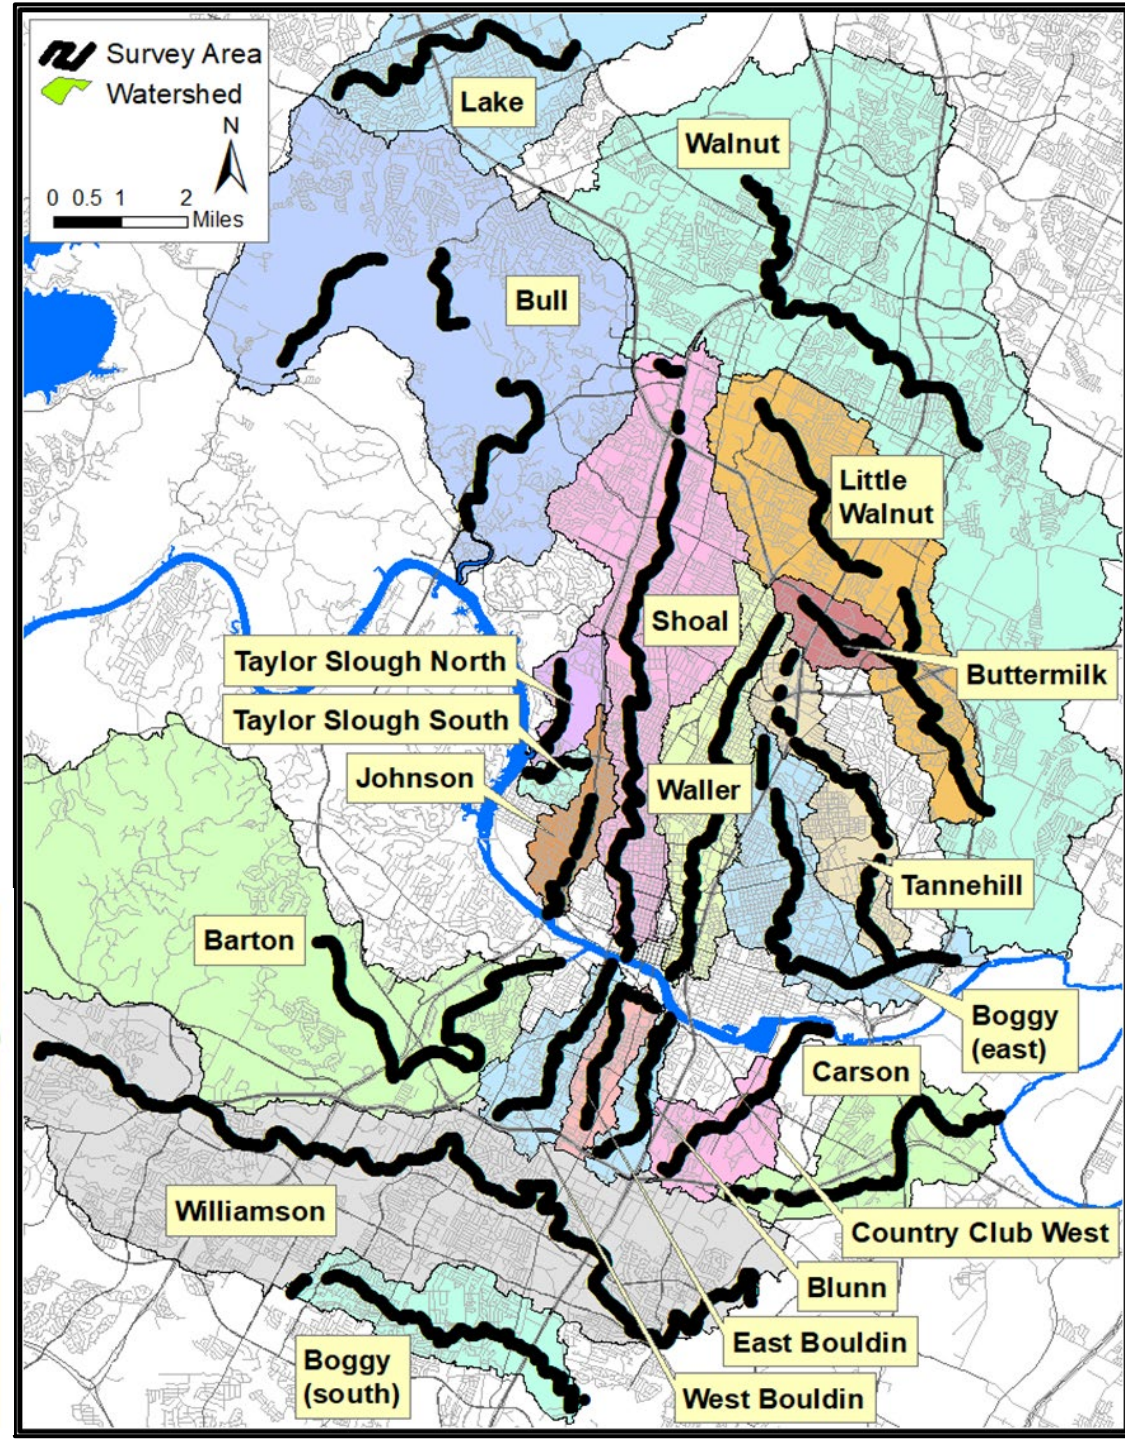 Survey Area
Watershed
N
0 0.5 1 2
Miles
Lake
Walnut
Bull
Little
Walnut
Shoal
Taylor Slough North
Buttermilk
Taylor Slough South
Johnson
Waller
Tannehill
Barton
Boggy
(east)
Carson
Williamson
Country Club West
Blunn
East Bouldin
Boggy
(south)
West Bouldin